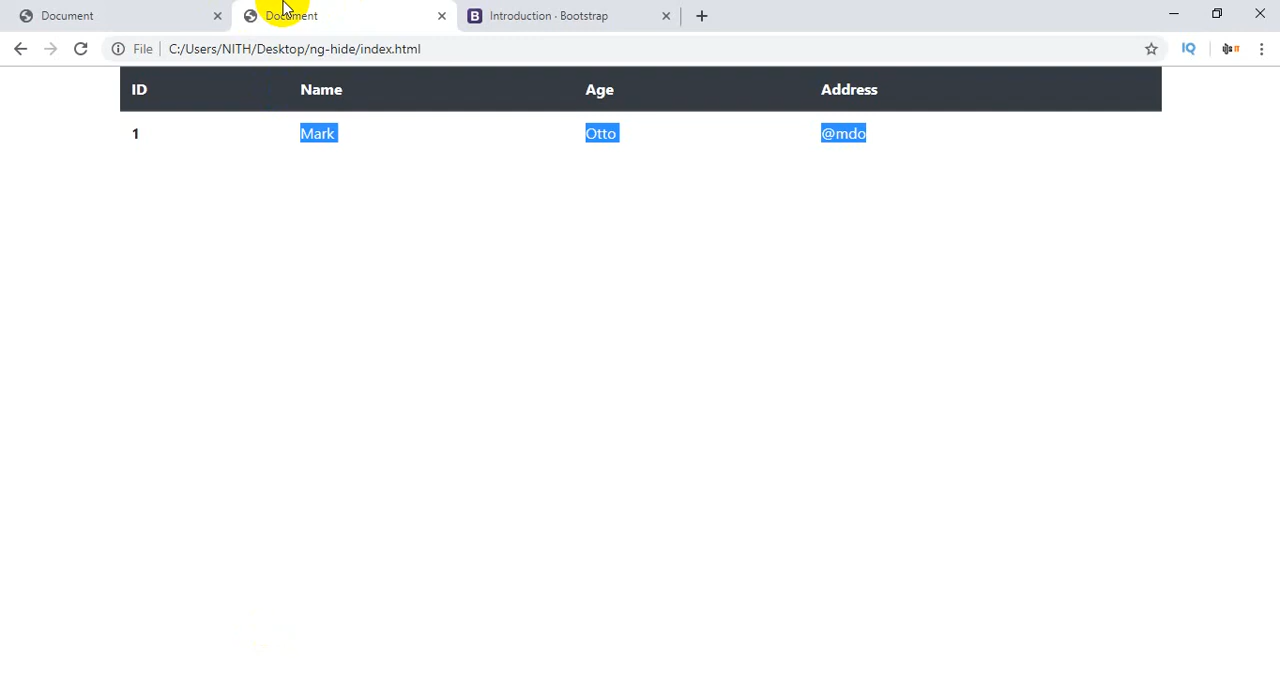 Document Document Introduction · Bootstrap
File C:/Users/NITH/Desktop/ng-hide/index.html IQ
ID Name Age Address
1 Mark Otto @mdo